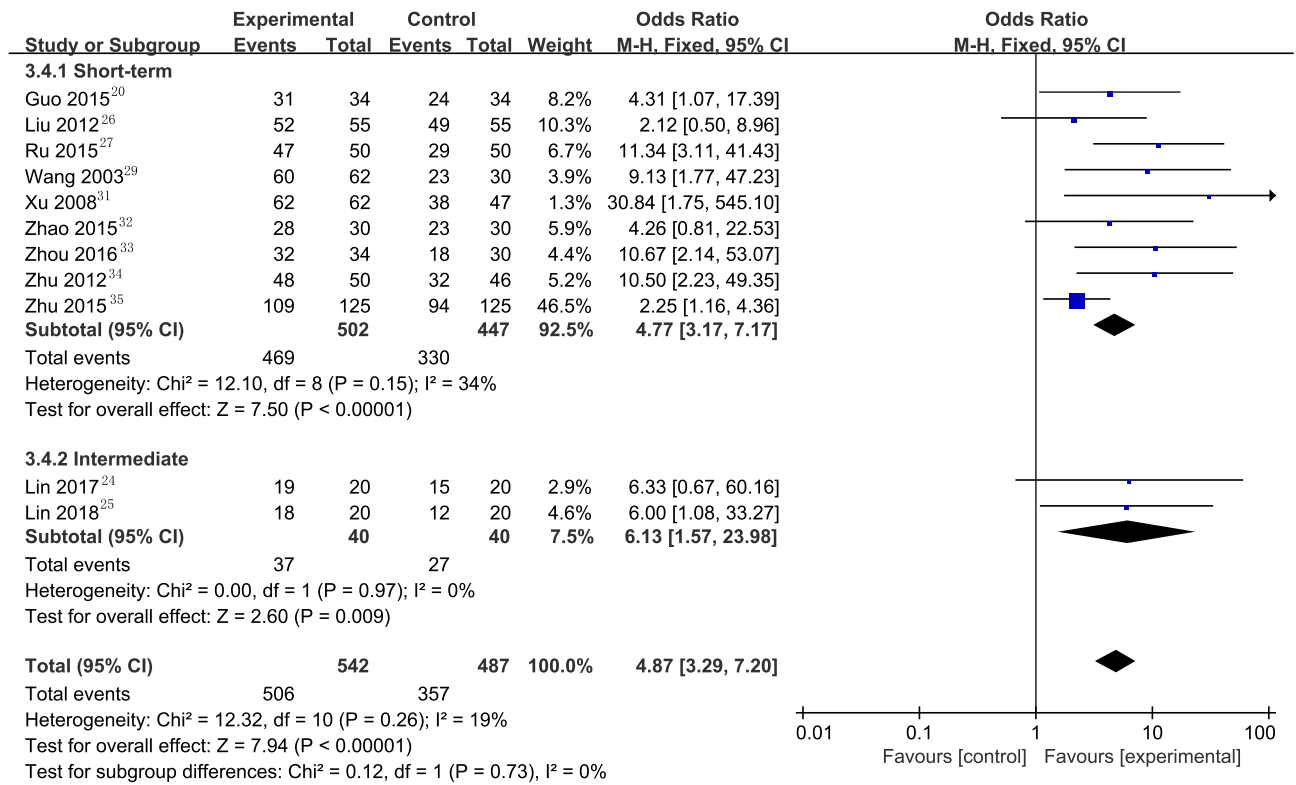 Experimental Control Odds Ratio Odds Ratio
Study or Subgroup Events Total Events Total Weight M-H, Fixed, 95% CI M-H, Fixed, 95% CI
3.4.1 Short-term
Guo 2015²⁰ 31 34 24 34 8.2% 4.31 [1.07, 17.39]
Liu 2012²⁶ 52 55 49 55 10.3% 2.12 [0.50, 8.96]
Ru 2015²⁷ 47 50 29 50 6.7% 11.34 [3.11, 41.43]
Wang 2003²⁹ 60 62 23 30 3.9% 9.13 [1.77, 47.23]
Xu 2008³¹ 62 62 38 47 1.3% 30.84 [1.75, 545.10]
Zhao 2015³² 28 30 23 30 5.9% 4.26 [0.81, 22.53]
Zhou 2016³³ 32 34 18 30 4.4% 10.67 [2.14, 53.07]
Zhu 2012³⁴ 48 50 32 46 5.2% 10.50 [2.23, 49.35]
Zhu 2015³⁵ 109 125 94 125 46.5% 2.25 [1.16, 4.36]
Subtotal (95% CI) 502 447 92.5% 4.77 [3.17, 7.17]
Total events 469 330
Heterogeneity: Chi² = 12.10, df = 8 (P = 0.15); I² = 34%
Test for overall effect: Z = 7.50 (P < 0.00001)
3.4.2 Intermediate
Lin 2017²⁴ 19 20 15 20 2.9% 6.33 [0.67, 60.16]
Lin 2018²⁵ 18 20 12 20 4.6% 6.00 [1.08, 33.27]
Subtotal (95% CI) 40 40 7.5% 6.13 [1.57, 23.98]
Total events 37 27
Heterogeneity: Chi² = 0.00, df = 1 (P = 0.97); I² = 0%
Test for overall effect: Z = 2.60 (P = 0.009)
Total (95% CI) 542 487 100.0% 4.87 [3.29, 7.20]
Total events 506 357
Heterogeneity: Chi² = 12.32, df = 10 (P = 0.26); I² = 19%
Test for overall effect: Z = 7.94 (P < 0.00001)
Test for subgroup differences: Chi² = 0.12, df = 1 (P = 0.73), I² = 0%
0.01 0.1 1 10 100
Favours [control] Favours [experimental]